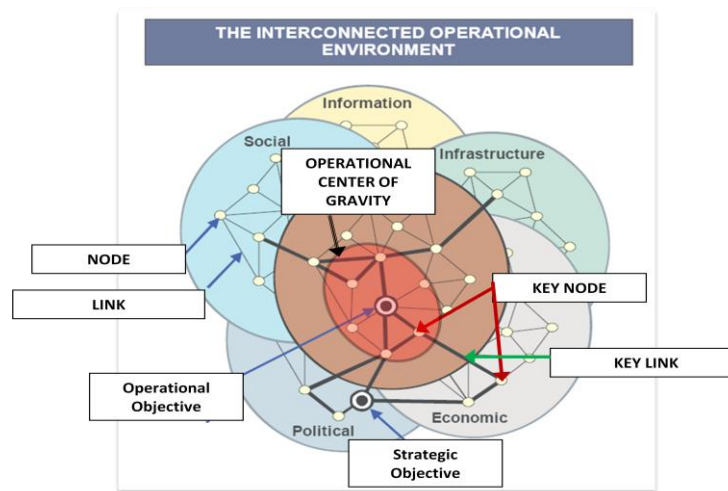 THE INTERCONNECTED OPERATIONAL
ENVIRONMENT
Information
Social
Infrastructure
OPERATIONAL
CENTER OF
GRAVITY
NODE
LINK
KEY NODE
KEY LINK
Operational
Objective
Economic
Political
Strategic
Objective